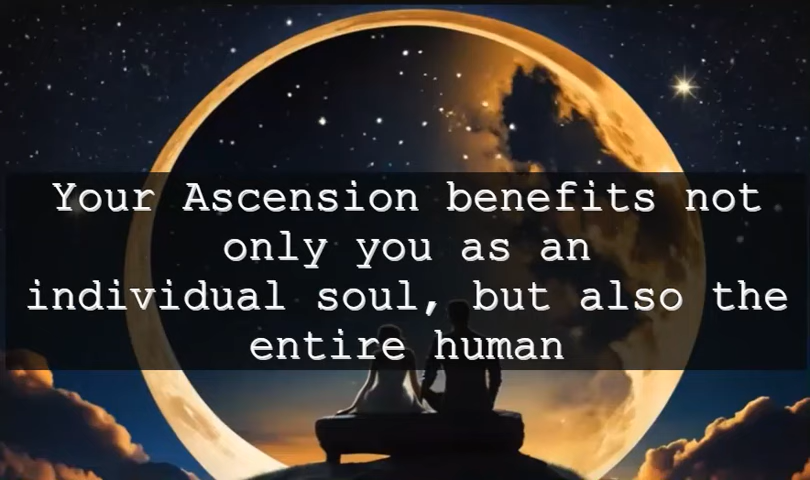 Your Ascension benefits not
only you as an
individual soul, but also the
entire human